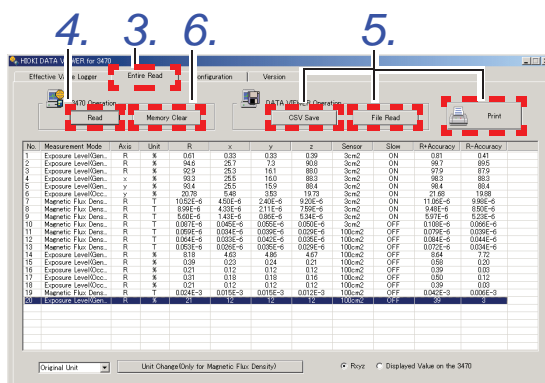 4. 3. 6. 5.
HIOKI DATA VIEWER for 3470
Effective Value Logger Entire Read Configuration Version
3470 Operation DATA VIEWER Operation
Read Memory Clear CSV Save File Read Print
No. Measurement Mode Axis Unit R x y z Sensor Slow R+Accuracy R-Accuracy
1 Exposure Level(Gen... R % 0.61 0.33 0.33 0.39 3cm2 ON 0.81 0.41
2 Exposure Level(Gen... R % 94.6 25.7 7.3 90.8 3cm2 ON 99.7 89.5
3 Exposure Level(Gen... R % 92.9 25.3 16.1 88.0 3cm2 ON 97.9 87.9
4 Exposure Level(Gen... x % 93.3 25.5 16.0 88.3 3cm2 ON 98.3 88.3
5 Exposure Level(Gen... y % 93.4 25.5 15.9 88.4 3cm2 ON 98.4 88.4
6 Exposure Level(Occ... y % 20.78 5.48 3.53 19.73 3cm2 ON 21.68 19.88
7 Magnetic Flux Dens... R T 10.52E-6 4.50E-6 2.40E-6 9.20E-6 3cm2 ON 11.06E-6 9.98E-6
8 Magnetic Flux Dens... R T 8.99E-6 4.33E-6 2.11E-6 7.59E-6 3cm2 ON 9.48E-6 8.50E-6
9 Magnetic Flux Dens... R T 5.60E-6 1.43E-6 0.86E-6 5.34E-6 3cm2 ON 5.97E-6 5.23E-6
10 Magnetic Flux Dens... R T 0.087E-6 0.045E-6 0.055E-6 0.050E-6 3cm2 OFF 0.108E-6 0.066E-6
11 Magnetic Flux Dens... R T 0.059E-6 0.034E-6 0.039E-6 0.029E-6 100cm2 OFF 0.079E-6 0.039E-6
12 Magnetic Flux Dens... R T 0.064E-6 0.033E-6 0.042E-6 0.035E-6 100cm2 OFF 0.084E-6 0.044E-6
13 Magnetic Flux Dens... R T 0.053E-6 0.026E-6 0.035E-6 0.029E-6 100cm2 OFF 0.072E-6 0.034E-6
14 Exposure Level(Gen... R % 8.18 4.63 4.86 4.67 100cm2 OFF 8.64 7.72
15 Exposure Level(Gen... R % 0.39 0.23 0.24 0.21 100cm2 OFF 0.58 0.20
16 Exposure Level(Occ... R % 0.21 0.12 0.12 0.12 100cm2 OFF 0.39 0.03
17 Exposure Level(Occ... R % 0.31 0.18 0.18 0.16 100cm2 OFF 0.50 0.12
18 Exposure Level(Occ... R % 0.21 0.12 0.12 0.12 100cm2 OFF 0.39 0.03
19 Magnetic Flux Dens... R T 0.024E-3 0.015E-3 0.015E-3 0.012E-3 100cm2 OFF 0.042E-3 0.006E-3
20 Exposure Level(Gen... R % 21 12 12 12 100cm2 OFF 39 3
Original Unit Unit Change(Only for Magnetic Flux Density) Rxyz Displayed Value on the 3470